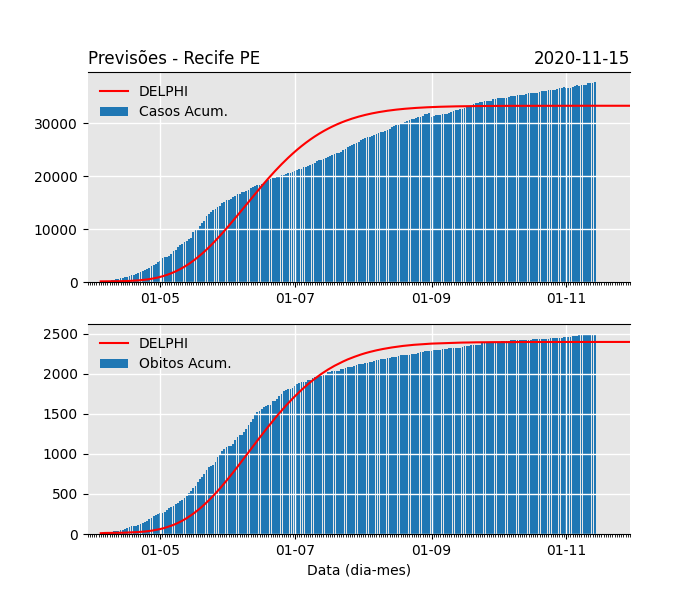 Previsões - Recife PE 2020-11-15
DELPHI
Casos Acum.
30000
20000
10000
0
01-05 01-07 01-09 01-11
DELPHI
Obitos Acum.
2500
2000
1500
1000
500
0
01-05 01-07 01-09 01-11
Data (dia-mes)